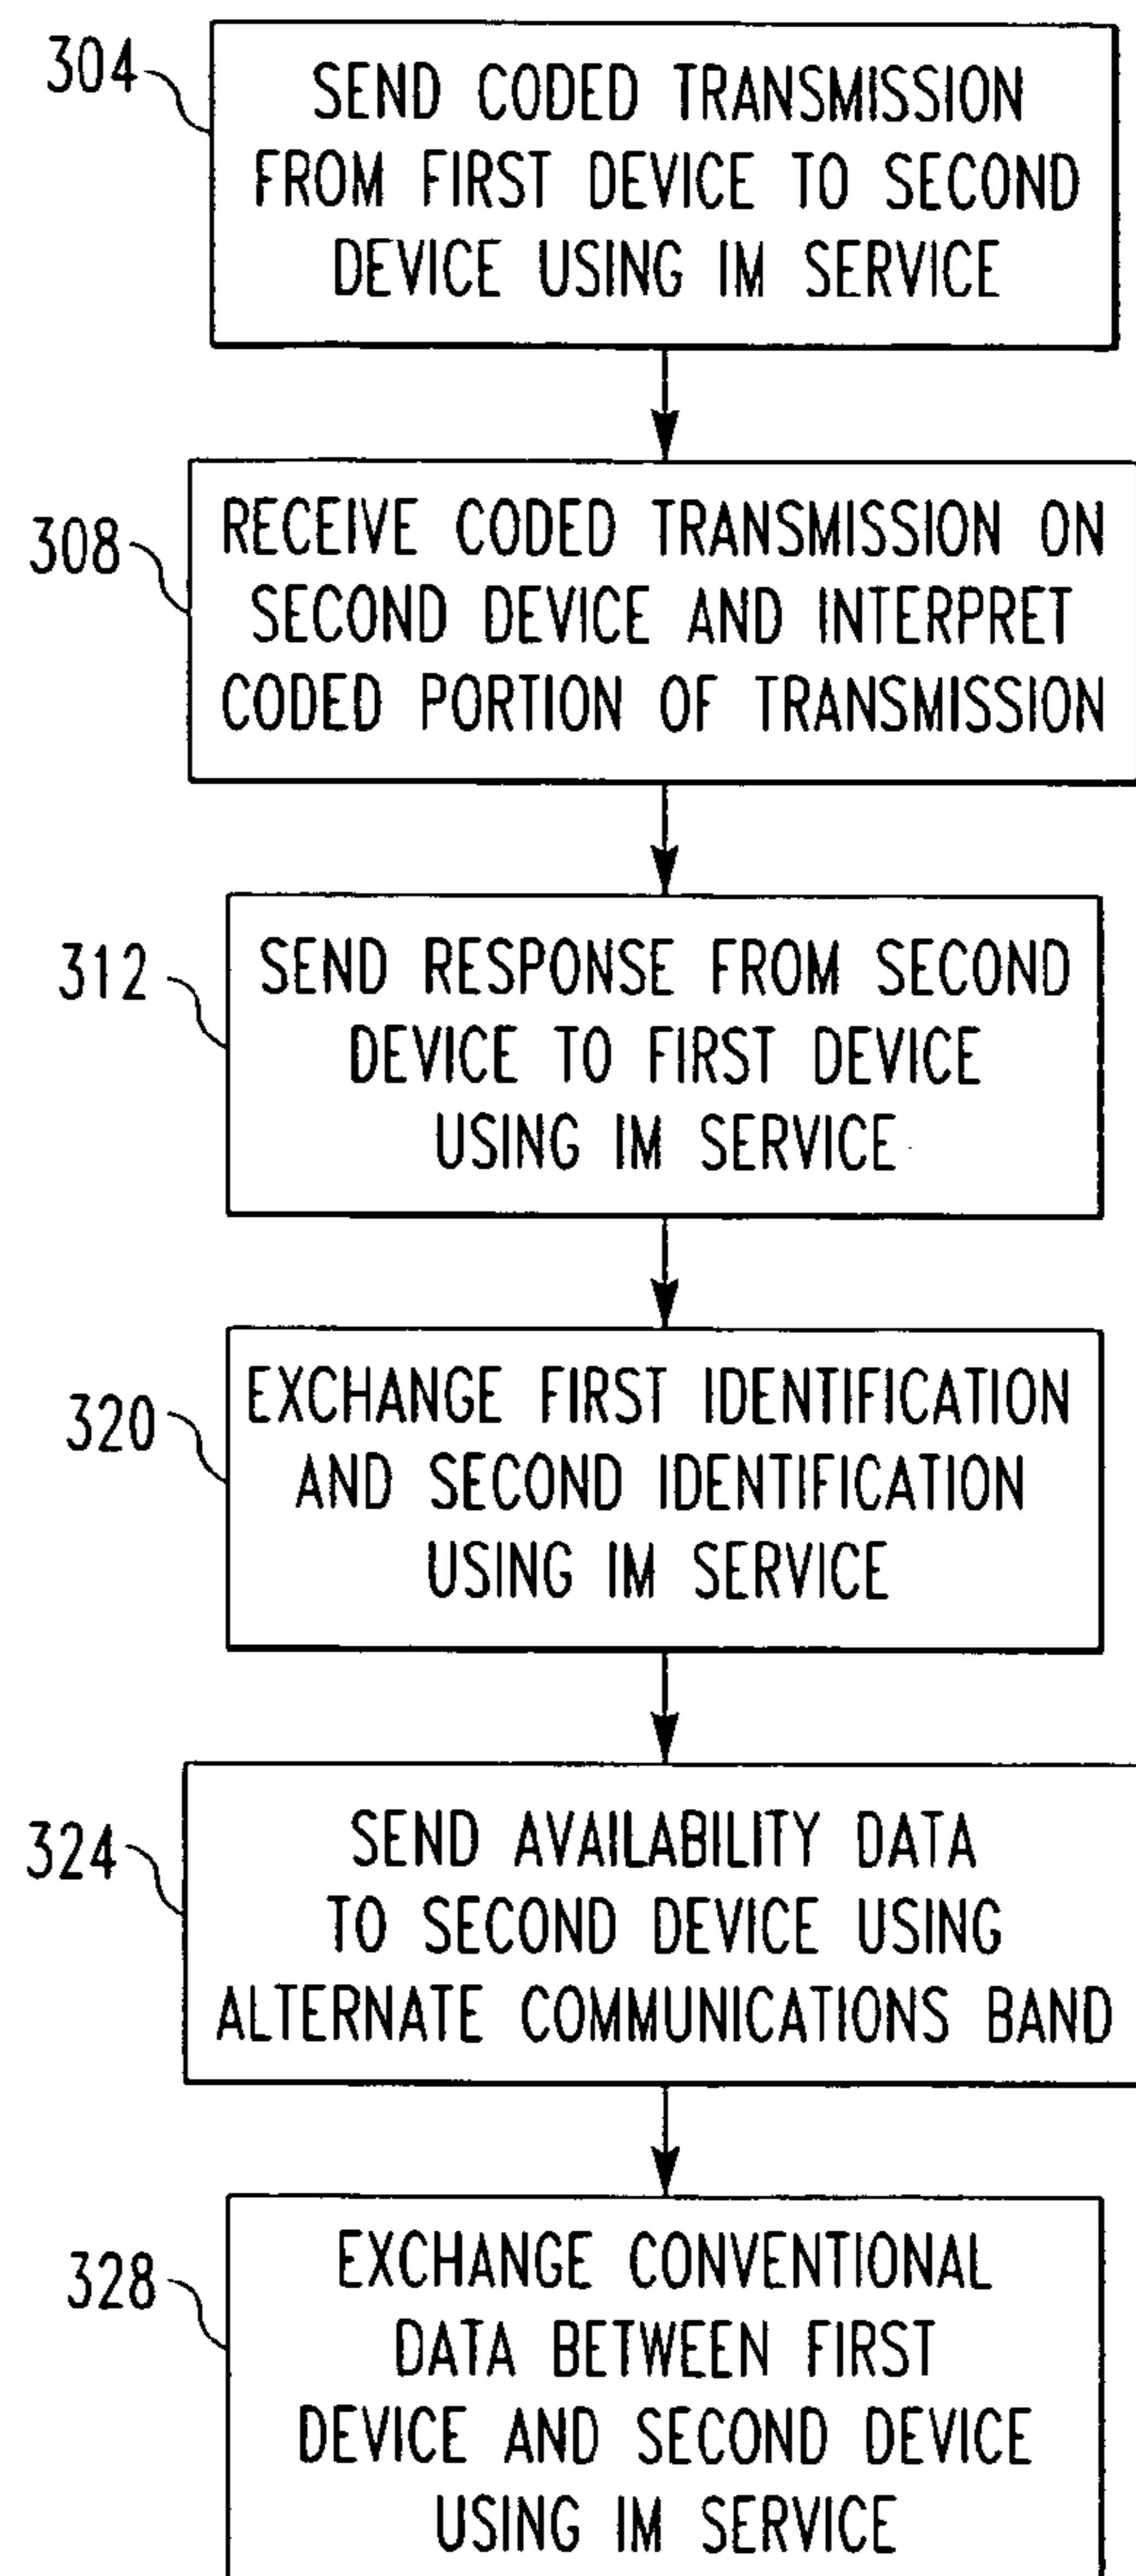 304
SEND CODED TRANSMISSION
FROM FIRST DEVICE TO SECOND
DEVICE USING IM SERVICE
308
RECEIVE CODED TRANSMISSION ON
SECOND DEVICE AND INTERPRET
CODED PORTION OF TRANSMISSION
312
SEND RESPONSE FROM SECOND
DEVICE TO FIRST DEVICE
USING IM SERVICE
320
EXCHANGE FIRST IDENTIFICATION
AND SECOND IDENTIFICATION
USING IM SERVICE
324
SEND AVAILABILITY DATA
TO SECOND DEVICE USING
ALTERNATE COMMUNICATIONS BAND
328
EXCHANGE CONVENTIONAL
DATA BETWEEN FIRST
DEVICE AND SECOND DEVICE
USING IM SERVICE